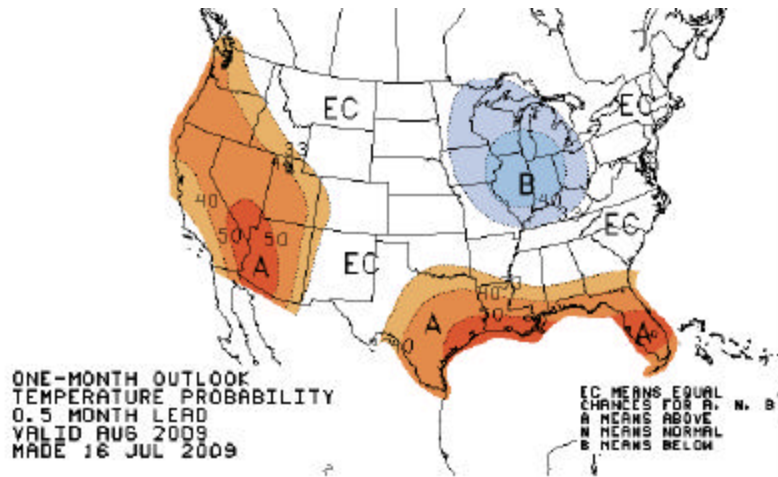 EC
EC
33
40
B
40
40
EC
50
50
A
EC
40
A
50
A
40
ONE-MONTH OUTLOOK
TEMPERATURE PROBABILITY
0.5 MONTH LEAD
VALID AUG 2009
MADE 16 JUL 2009
EC MEANS EQUAL
CHANCES FOR A, N, B
A MEANS ABOVE
N MEANS NORMAL
B MEANS BELOW